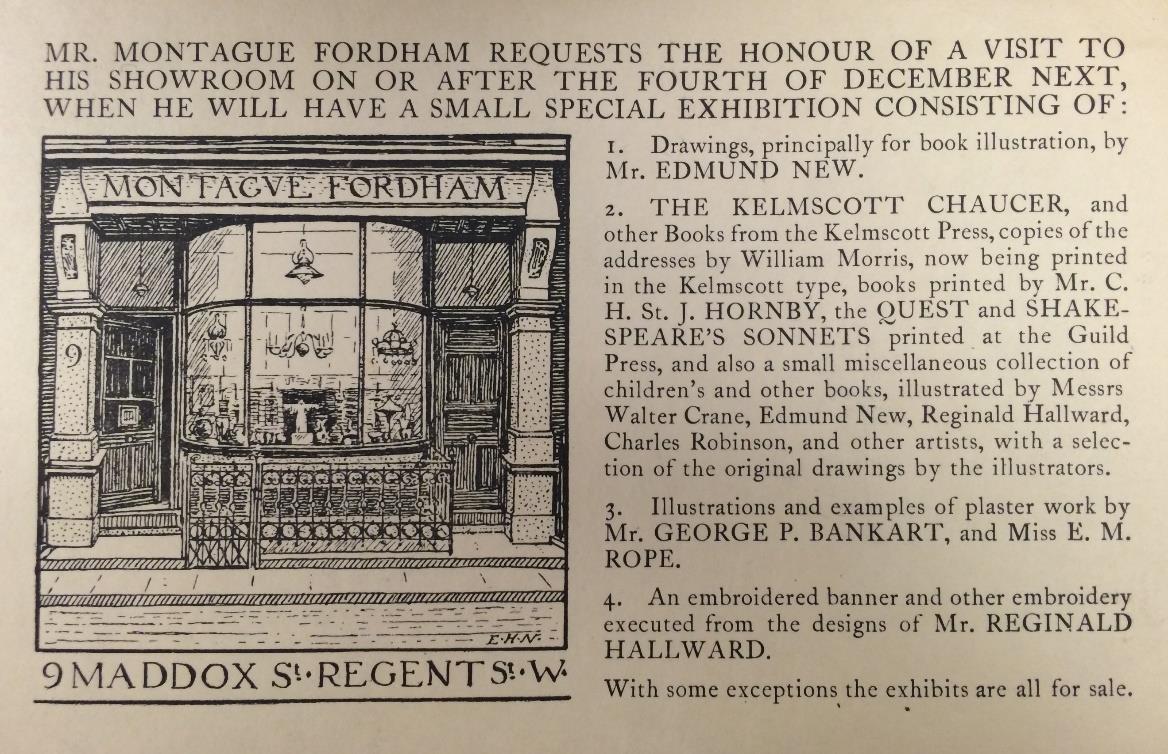 MR. MONTAGUE FORDHAM REQUESTS THE HONOUR OF A VISIT TO
HIS SHOWROOM ON OR AFTER THE FOURTH OF DECEMBER NEXT,
WHEN HE WILL HAVE A SMALL SPECIAL EXHIBITION CONSISTING OF:
MONTAGVE FORDHAM
9
E·H·N·
9 MADDOX St·REGENT St·W·
1. Drawings, principally for book illustration, by
Mr. EDMUND NEW.
2. THE KELMSCOTT CHAUCER, and
other Books from the Kelmscott Press, copies of the
addresses by William Morris, now being printed
in the Kelmscott type, books printed by Mr. C.
H. St. J. HORNBY, the QUEST and SHAKE-
SPEARE'S SONNETS printed at the Guild
Press, and also a small miscellaneous collection of
children's and other books, illustrated by Messrs
Walter Crane, Edmund New, Reginald Hallward,
Charles Robinson, and other artists, with a selec-
tion of the original drawings by the illustrators.
3. Illustrations and examples of plaster work by
Mr. GEORGE P. BANKART, and Miss E. M.
ROPE.
4. An embroidered banner and other embroidery
executed from the designs of Mr. REGINALD
HALLWARD.
With some exceptions the exhibits are all for sale.